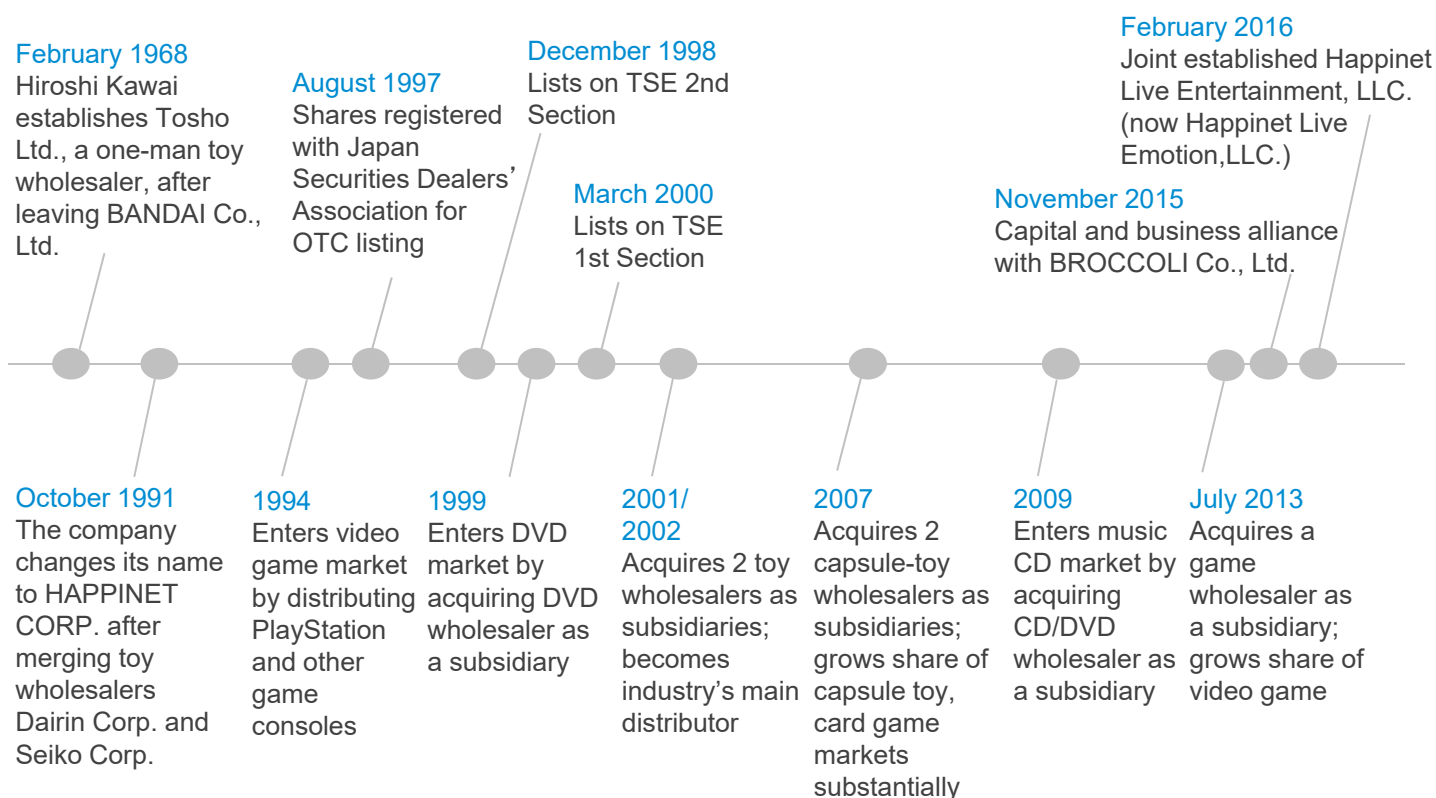 February 1968
Hiroshi Kawai
establishes Tosho
Ltd., a one-man toy
wholesaler, after
leaving BANDAI Co.,
Ltd.
August 1997
Shares registered
with Japan
Securities Dealers’
Association for
OTC listing
December 1998
Lists on TSE 2nd
Section
March 2000
Lists on TSE
1st Section
November 2015
Capital and business alliance
with BROCCOLI Co., Ltd.
February 2016
Joint established Happinet
Live Entertainment, LLC.
(now Happinet Live
Emotion,LLC.)
October 1991
The company
changes its name
to HAPPINET
CORP. after
merging toy
wholesalers
Dairin Corp. and
Seiko Corp.
1994
Enters video
game market
by distributing
PlayStation
and other
game
consoles
1999
Enters DVD
market by
acquiring DVD
wholesaler as
a subsidiary
2001/
2002
Acquires 2 toy
wholesalers as
subsidiaries;
becomes
industry’s main
distributor
2007
Acquires 2
capsule-toy
wholesalers as
subsidiaries;
grows share of
capsule toy,
card game
markets
substantially
2009
Enters music
CD market by
acquiring
CD/DVD
wholesaler as
a subsidiary
July 2013
Acquires a
game
wholesaler as
a subsidiary;
grows share of
video game